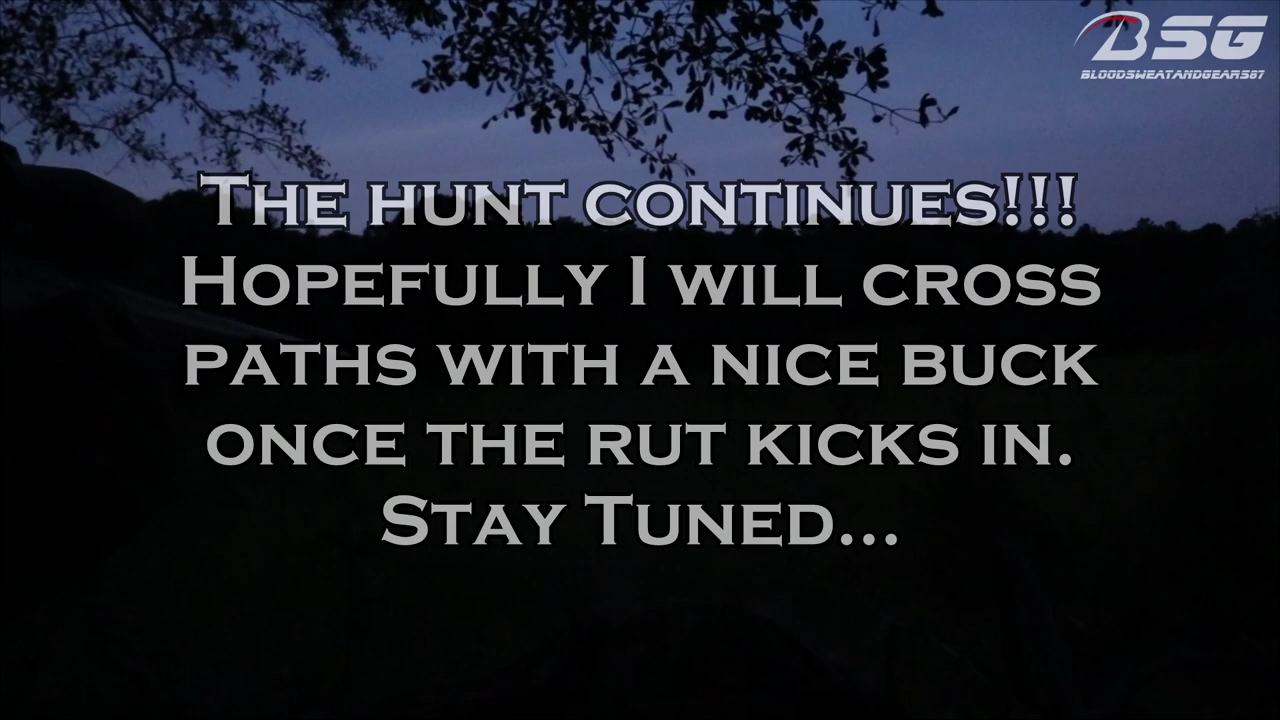 BSG
BLOODSWEATANDGEARS87
The hunt continues!!!
Hopefully I will cross
paths with a nice buck
once the rut kicks in.
Stay Tuned...